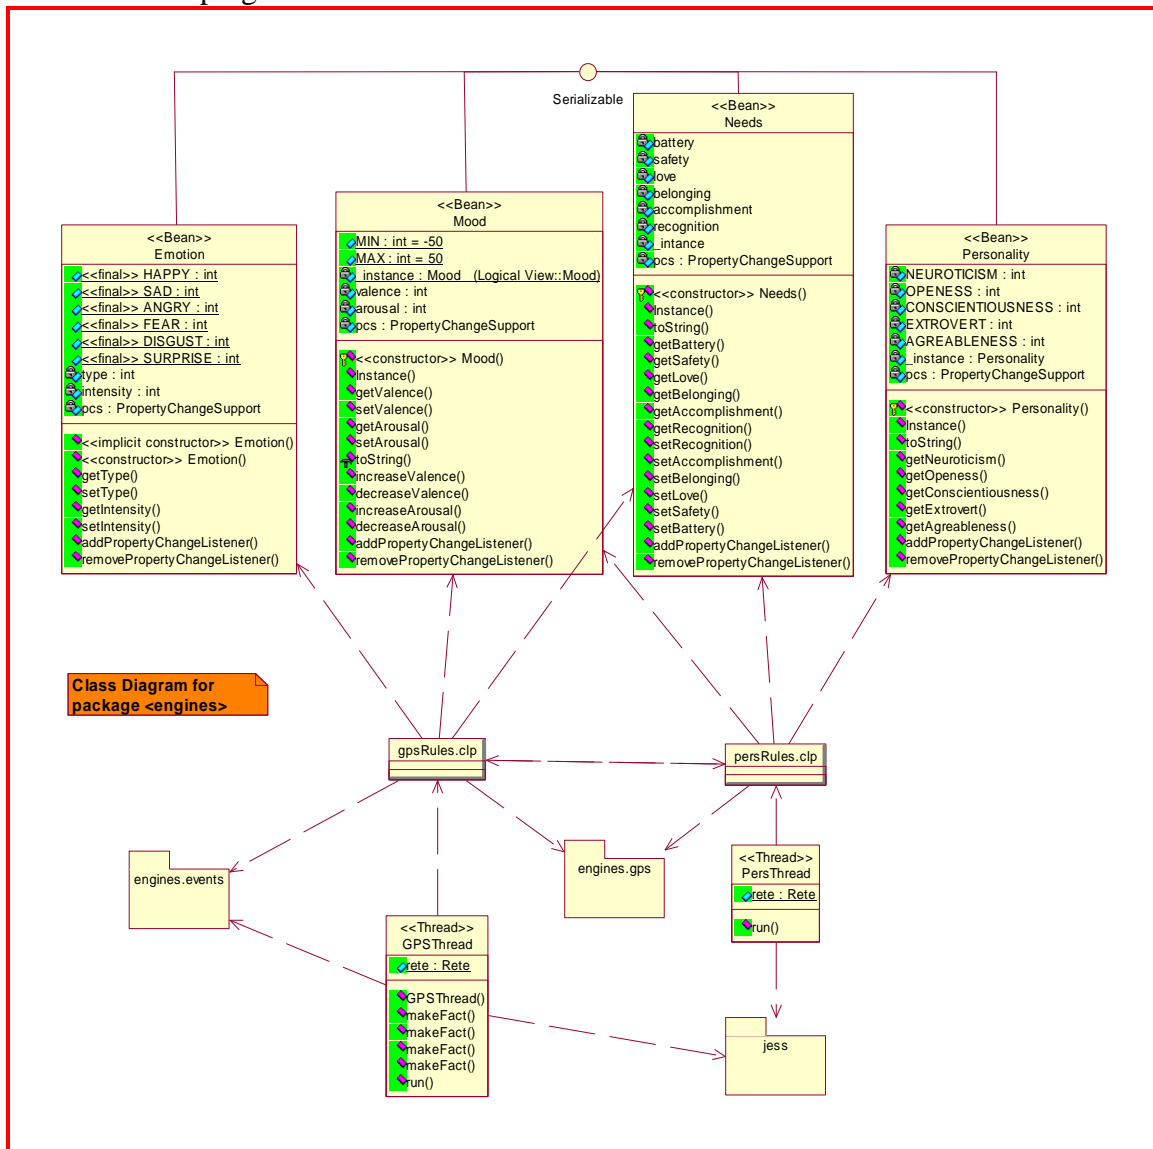 Serializable
<<Bean>>
Emotion
<<final>> HAPPY : int
<<final>> SAD : int
<<final>> ANGRY : int
<<final>> FEAR : int
<<final>> DISGUST : int
<<final>> SURPRISE : int
type : int
intensity : int
pcs : PropertyChangeSupport
<<implicit constructor>> Emotion()
<<constructor>> Emotion()
getType()
setType()
getIntensity()
setIntensity()
addPropertyChangeListener()
removePropertyChangeListener()
<<Bean>>
Mood
MIN : int = -50
MAX : int = 50
_instance : Mood (Logical View::Mood)
valence : int
arousal : int
pcs : PropertyChangeSupport
<<constructor>> Mood()
Instance()
getValence()
setValence()
getArousal()
setArousal()
toString()
increaseValence()
decreaseValence()
increaseArousal()
decreaseArousal()
addPropertyChangeListener()
removePropertyChangeListener()
<<Bean>>
Needs
battery
safety
love
belonging
accomplishment
recognition
_intance
pcs : PropertyChangeSupport
<<constructor>> Needs()
Instance()
toString()
getBattery()
getSafety()
getLove()
getBelonging()
getAccomplishment()
getRecognition()
setRecognition()
setAccomplishment()
setBelonging()
setLove()
setSafety()
setBattery()
addPropertyChangeListener()
removePropertyChangeListener()
<<Bean>>
Personality
NEUROTICISM : int
OPENESS : int
CONSCIENTIOUSNESS : int
EXTROVERT : int
AGREABLENESS : int
_instance : Personality
pcs : PropertyChangeSupport
<<constructor>> Personality()
Instance()
toString()
getNeuroticism()
getOpeness()
getConscientiousness()
getExtrovert()
getAgreableness()
addPropertyChangeListener()
removePropertyChangeListener()
Class Diagram for
package <engines>
gpsRules.clp
persRules.clp
engines.events
engines.gps
<<Thread>>
PersThread
rete : Rete
run()
<<Thread>>
GPSThread
rete : Rete
GPSThread()
makeFact()
makeFact()
makeFact()
makeFact()
run()
jess